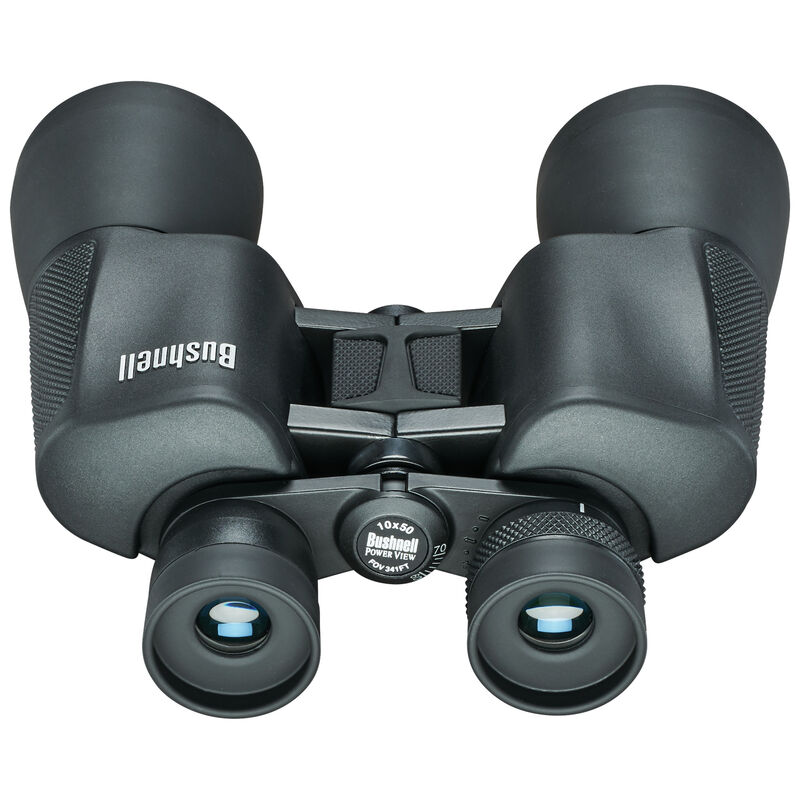 Bushnell
10x50
Bushnell
POWER VIEW
FOV 341FT
70